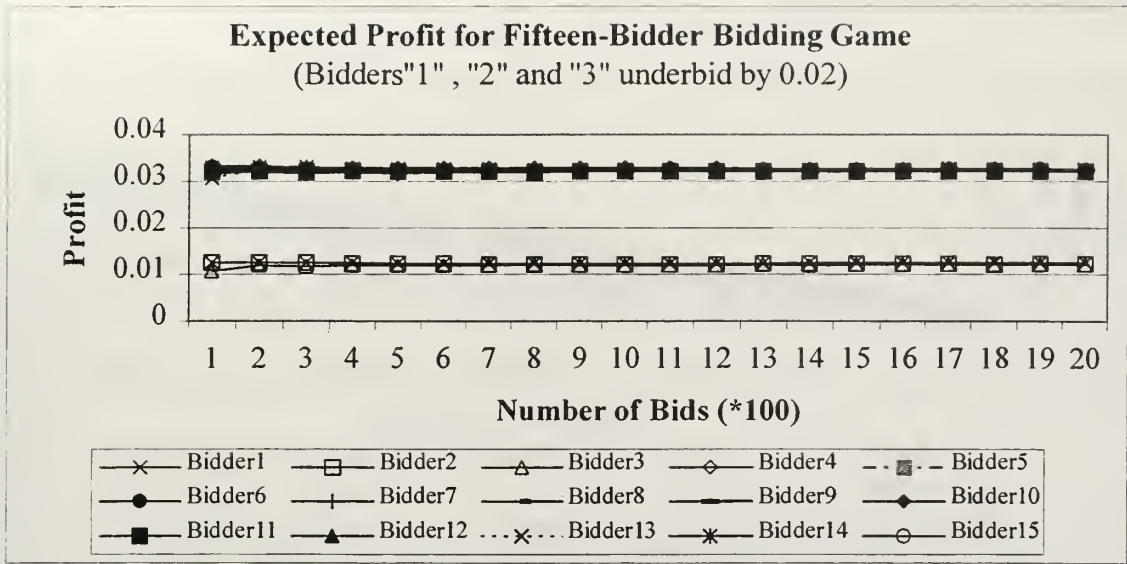 Expected Profit for Fifteen-Bidder Bidding Game
(Bidders"1" , "2" and "3" underbid by 0.02)
0.04
0.03
0.02
0.01
0
Profit
1 2 3 4 5 6 7 8 9 10 11 12 13 14 15 16 17 18 19 20
Number of Bids (*100)
Bidder1 Bidder2 Bidder3 Bidder4 Bidder5
Bidder6 Bidder7 Bidder8 Bidder9 Bidder10
Bidder11 Bidder12 Bidder13 Bidder14 Bidder15